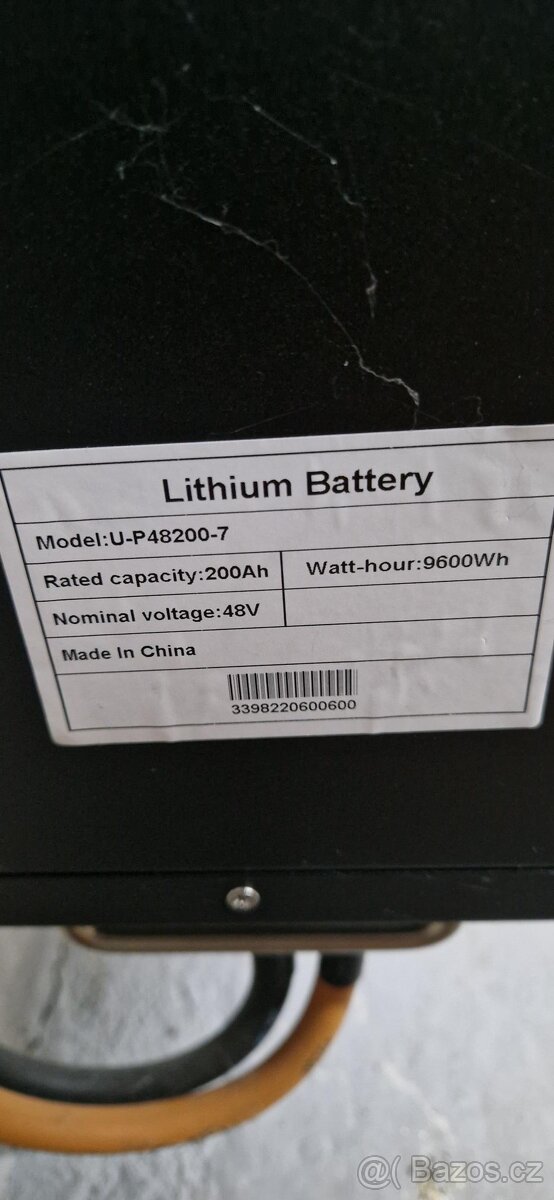 Lithium Battery
Model:U-P48200-7
Rated capacity:200Ah
Watt-hour:9600Wh
Nominal voltage:48V
Made In China
3398220600600
@( Bazos.cz